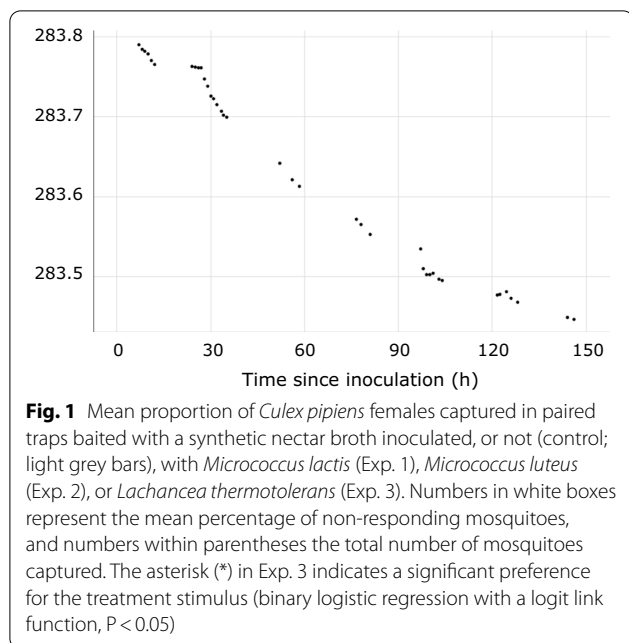 283.8
283.7
283.6
283.5
0 30 60 90 120 150
Time since inoculation (h)
Fig. 1 Mean proportion of Culex pipiens females captured in paired
traps baited with a synthetic nectar broth inoculated, or not (control;
light grey bars), with Micrococcus lactis (Exp. 1), Micrococcus luteus
(Exp. 2), or Lachancea thermotolerans (Exp. 3). Numbers in white boxes
represent the mean percentage of non-responding mosquitoes,
and numbers within parentheses the total number of mosquitoes
captured. The asterisk (*) in Exp. 3 indicates a significant preference
for the treatment stimulus (binary logistic regression with a logit link
function, P < 0.05)